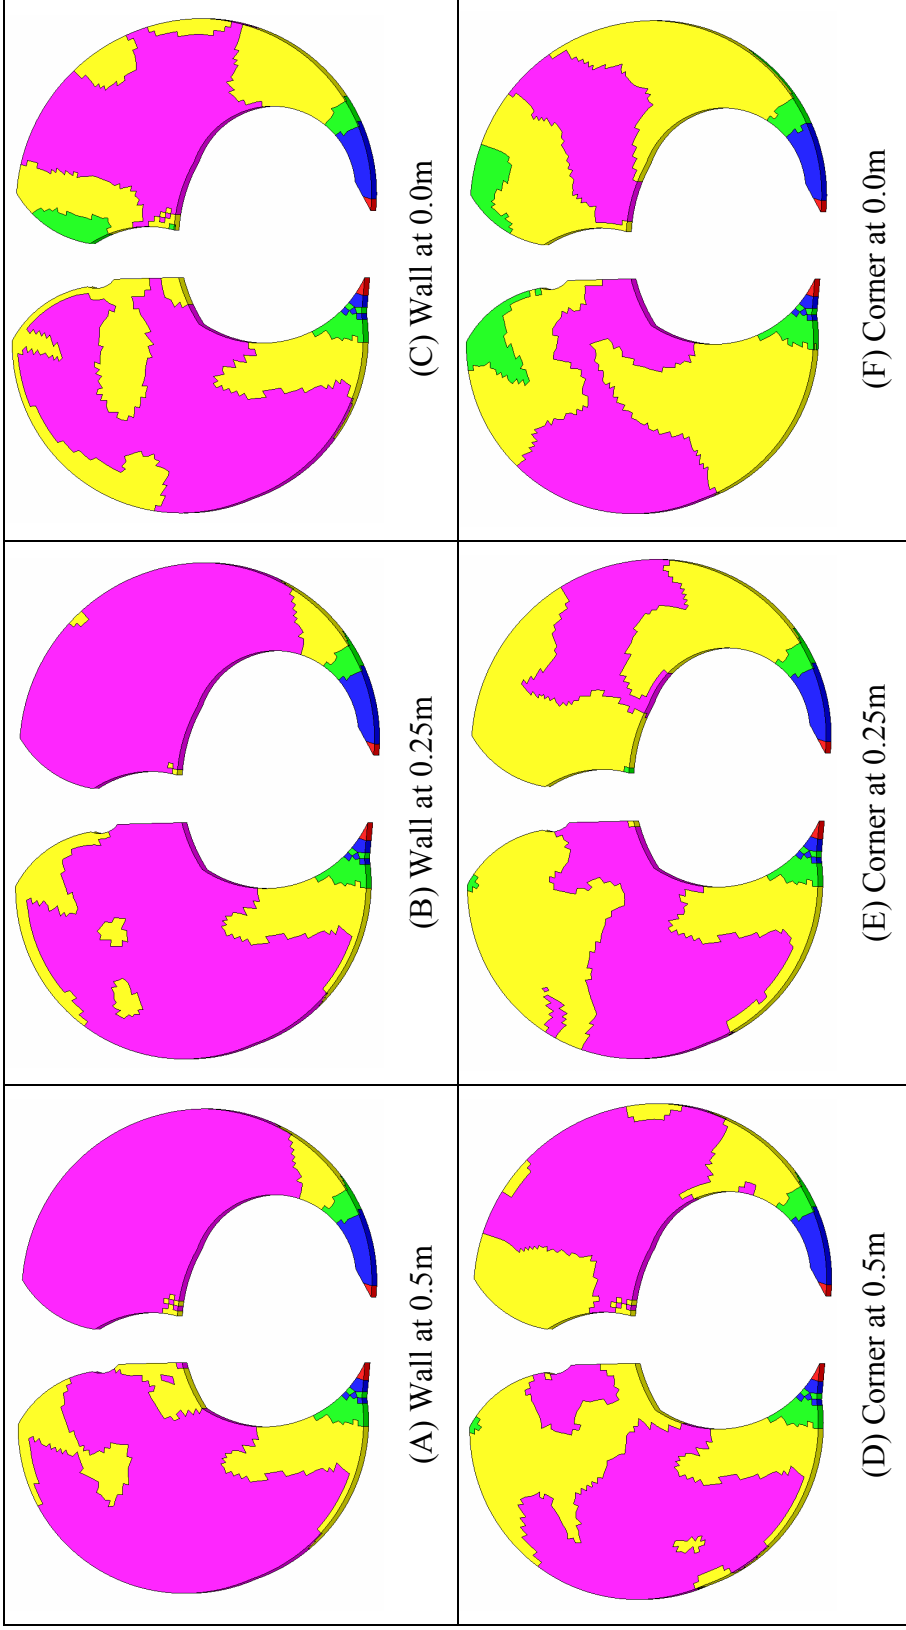 (A) Wall at 0.5m
(B) Wall at 0.25m
(C) Wall at 0.0m
(D) Corner at 0.5m
(E) Corner at 0.25m
(F) Corner at 0.0m